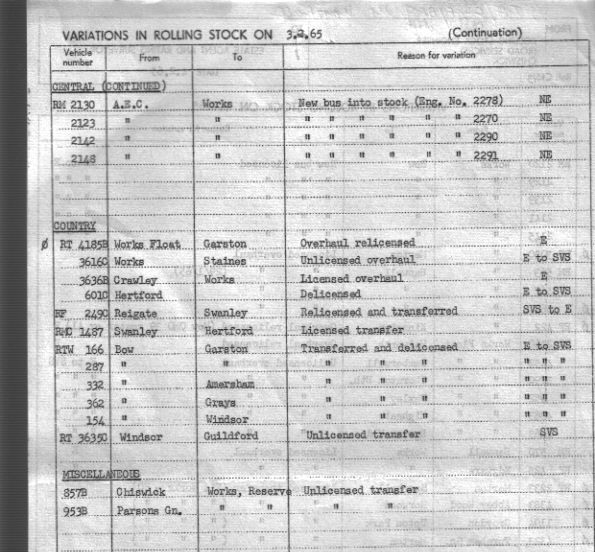 VARIATIONS IN ROLLING STOCK ON 3.2.65 (Continuation)
Vehicle number From To Reason for variation
CENTRAL (CONTINUED)
RM 2130 A.E.C. Works New bus into stock (Eng. No. 2278) NE
2123 " " " " " " " " 2270 NE
2142 " " " " " " " " 2290 NE
2148 " " " " " " " " 2291 NE
COUNTRY
Ø RT 4185B Works Float Garston Overhaul relicensed E
3616C Works Staines Unlicensed overhaul E to SVS
3636B Crawley Works Licensed overhaul E
601C Hertford Delicensed E to SVS
RF 249C Reigate Swanley Relicensed and transferred SVS to E
RMC 1487 Swanley Hertford Licensed transfer
RTW 166 Bow Garston Transferred and delicensed E to SVS
287 " " " " " " " "
332 " Amersham " " " " " "
362 " Grays " " " " " "
154 " Windsor " " " " " "
RT 3635C Windsor Guildford Unlicensed transfer SVS
MISCELLANEOUS
857B Chiswick Works, Reserve Unlicensed transfer
953B Parsons Gn. " " " "